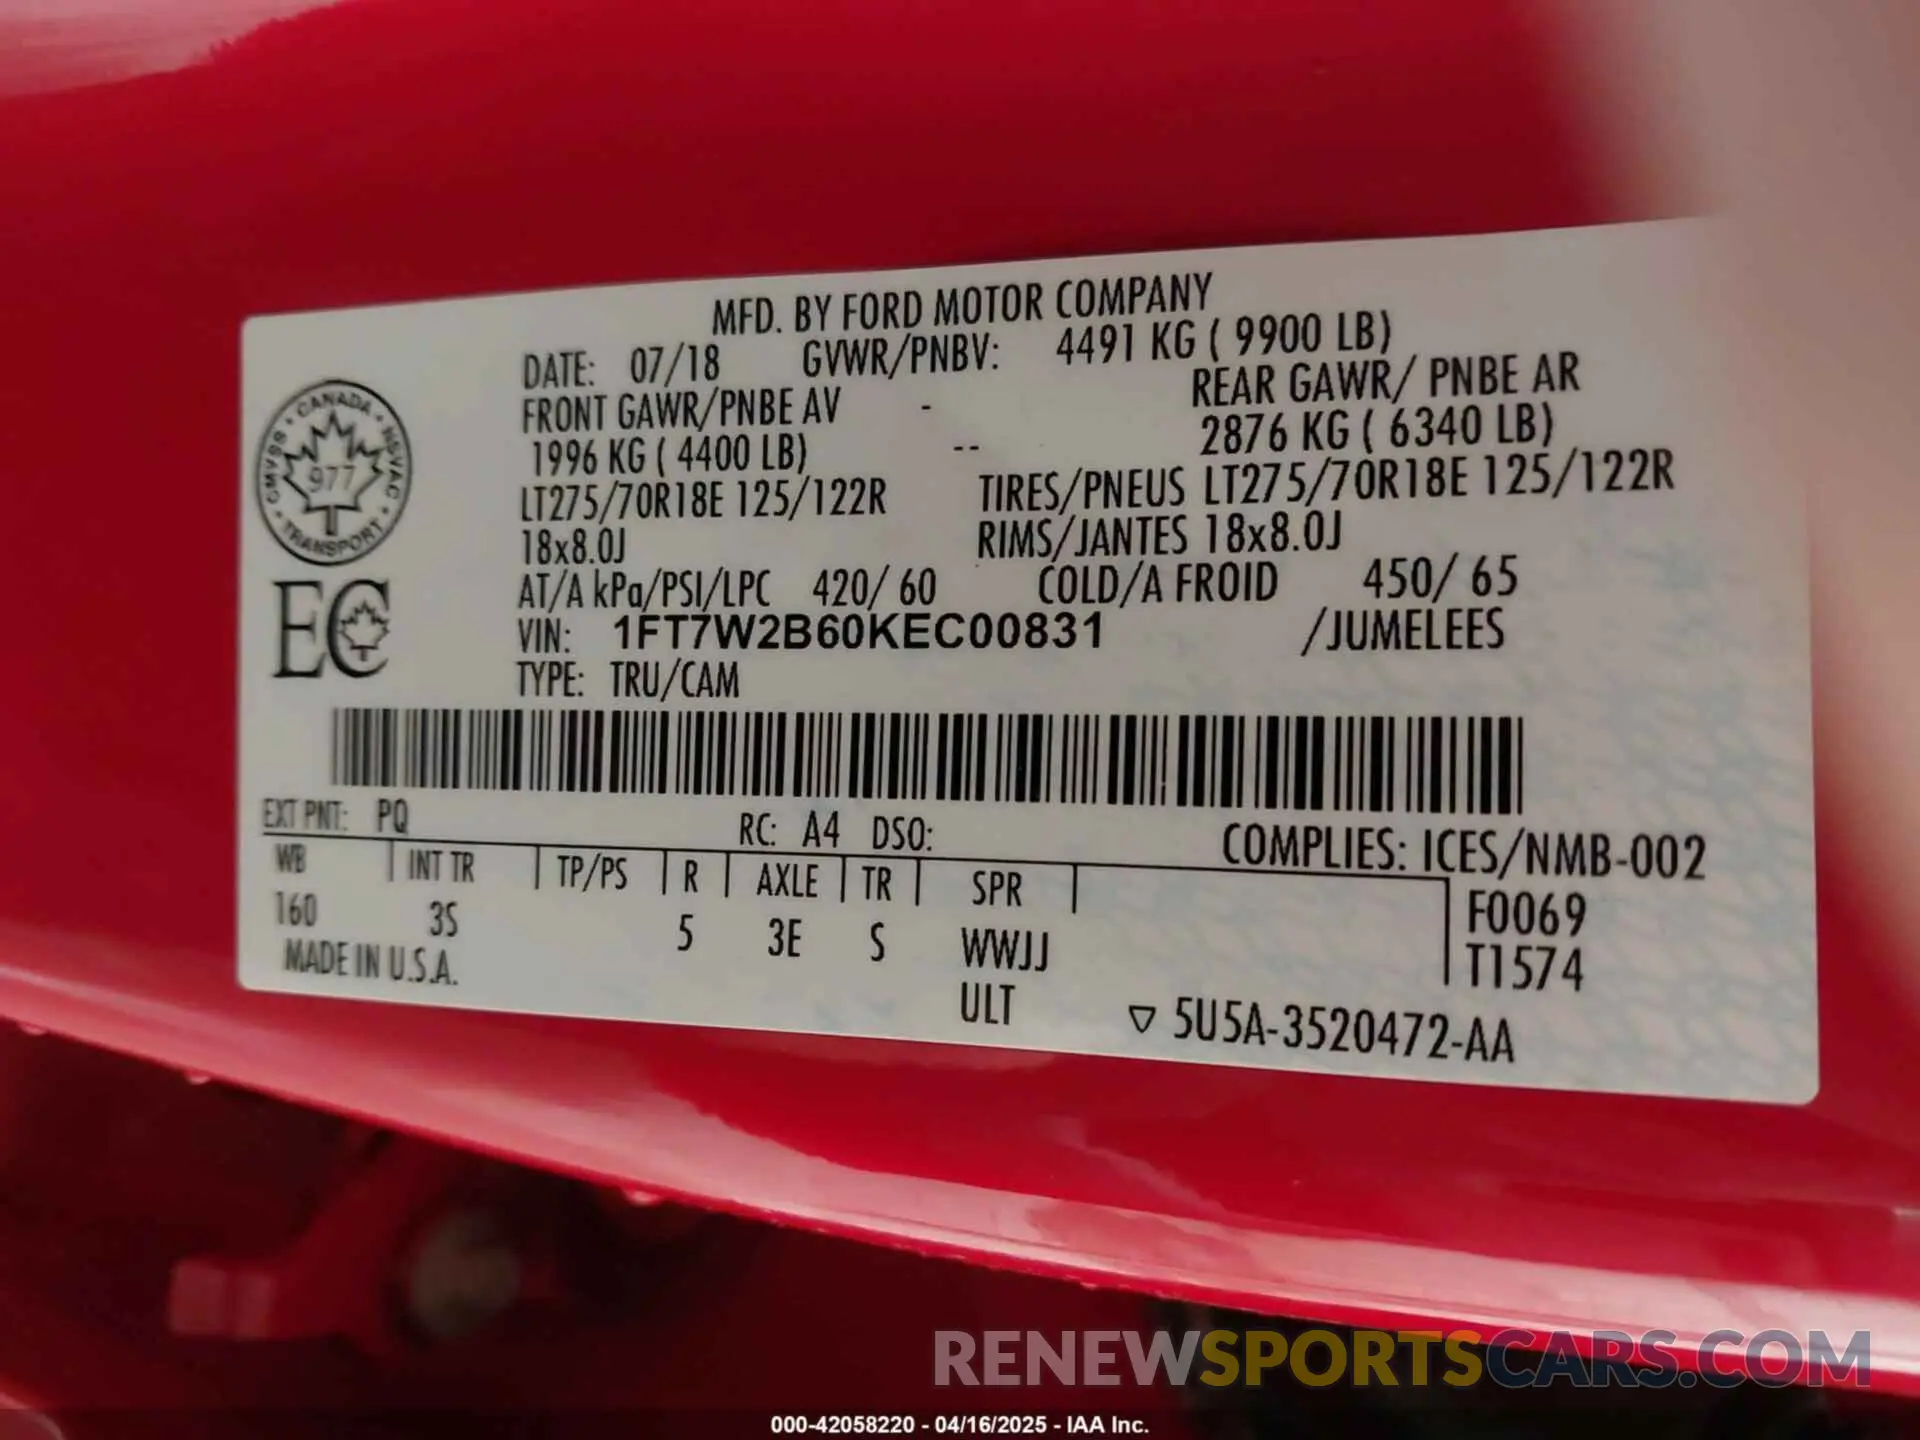 MFD. BY FORD MOTOR COMPANY
DATE: 07/18 GVWR/PNBV: 4491 KG ( 9900 LB)
FRONT GAWR/PNBE AV - REAR GAWR/ PNBE AR
1996 KG ( 4400 LB) -- 2876 KG ( 6340 LB)
LT275/70R18E 125/122R TIRES/PNEUS LT275/70R18E 125/122R
18x8.0J RIMS/JANTES 18x8.0J
AT/A kPa/PSI/LPC 420/ 60 COLD/A FROID 450/ 65
VIN: 1FT7W2B60KEC00831 /JUMELEES
TYPE: TRU/CAM
CANADA · NSVAC · TRANSPORT · CMVSS ·
977
EC
EXT PNT: PQ RC: A4 DSO: COMPLIES: ICES/NMB-002
WB INT TR TP/PS R AXLE TR SPR F0069
160 3S 5 3E S WWJJ T1574
MADE IN U.S.A. ULT ▽ 5U5A-3520472-AA
RENEWSPORTSCARS.COM
000-42058220 - 04/16/2025 - IAA Inc.